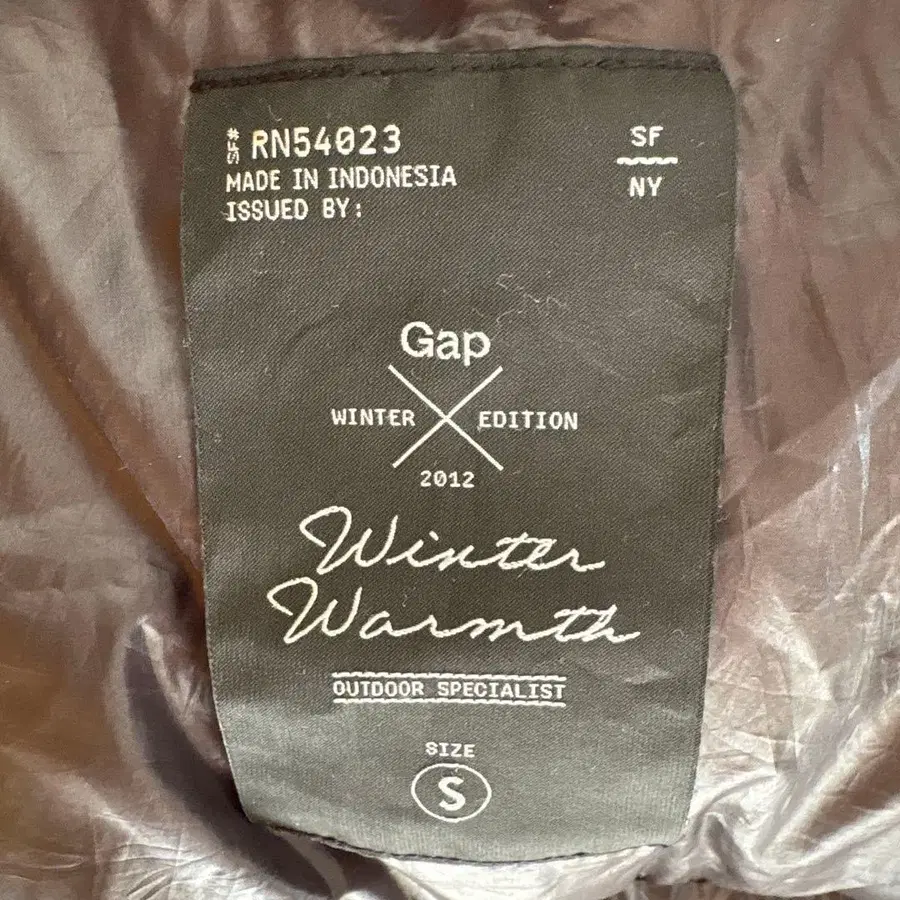 SF# RN54023
MADE IN INDONESIA
ISSUED BY:
SF
NY
Gap
WINTER EDITION
2012
Winter
Warmth
OUTDOOR SPECIALIST
SIZE
S